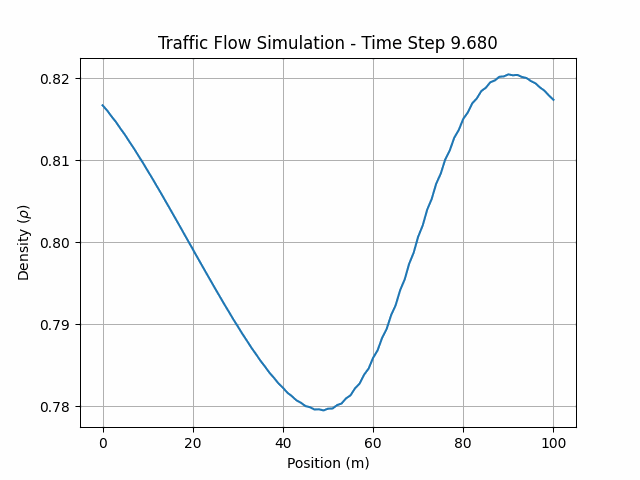 Traffic Flow Simulation - Time Step 9.680
0.82
0.81
0.80
0.79
0.78
Density (ρ)
0 20 40 60 80 100
Position (m)